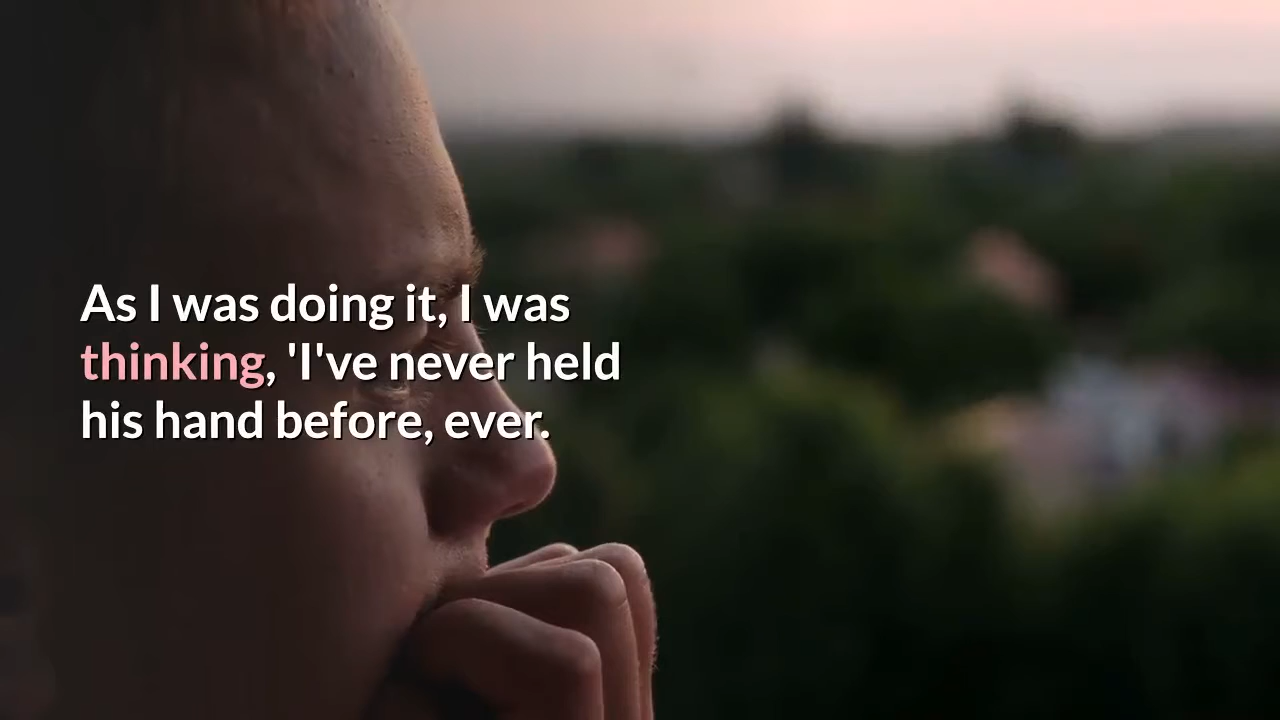 As I was doing it, I was
thinking, 'I've never held
his hand before, ever.